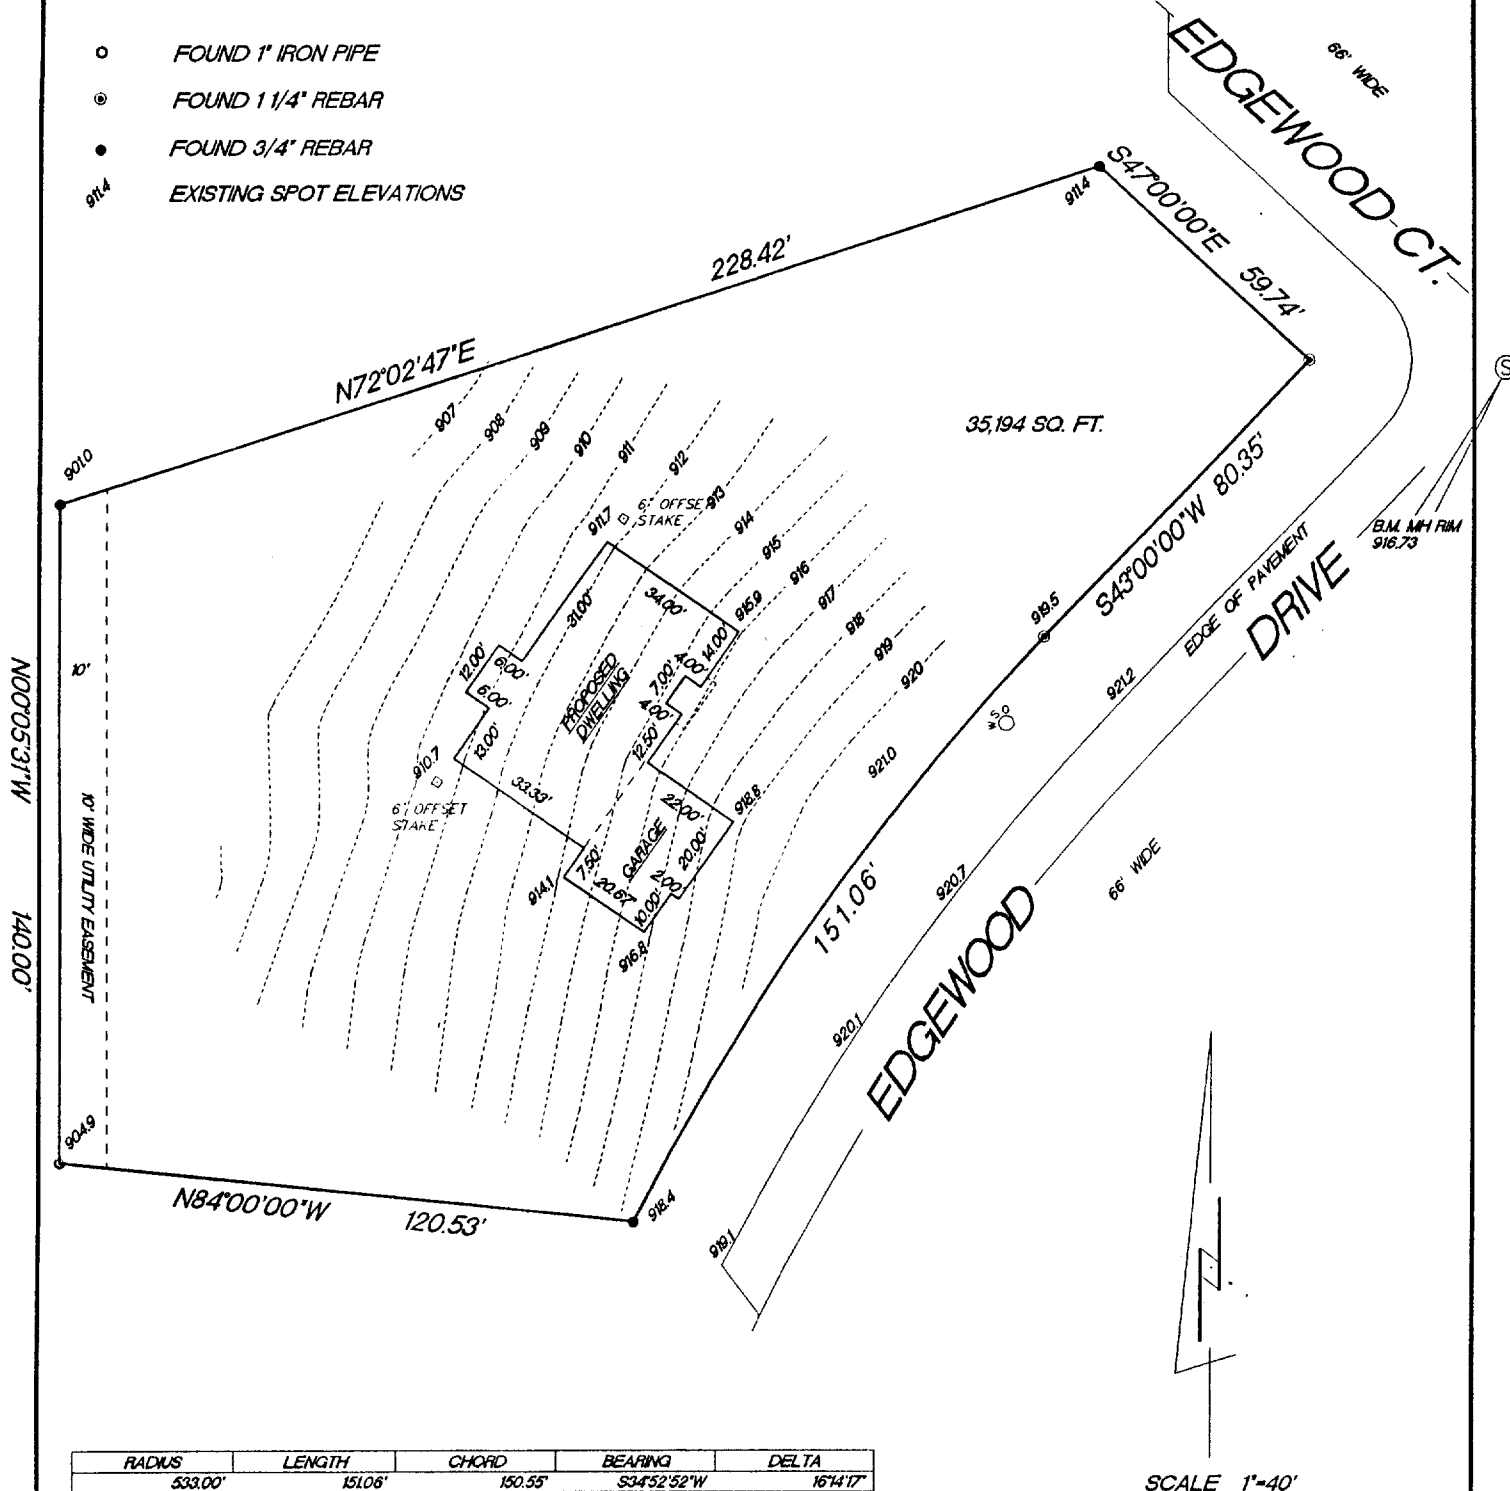 FOUND 1" IRON PIPE
FOUND 1 1/4" REBAR
FOUND 3/4" REBAR
911.4 EXISTING SPOT ELEVATIONS
66' WIDE
EDGEWOOD CT.
S47°00'00"E 59.74'
911.4
228.42'
N72°02'47"E
901.0
907
908
909
910
911
912
913
914
915
916
917
918
919
920
35,194 SQ. FT.
S
B.M. MH RIM
916.73
S43°00'00"W 80.35'
EDGE OF PAVEMENT
DRIVE
6' OFFSET
STAKE
911.7
34.00'
31.00'
915.9
14.00'
4.00'
7.00'
4.00'
12.50'
12.00'
6.00'
6.00'
13.00'
PROPOSED
DWELLING
910.7
6' OFFSET
STAKE
33.33'
22.00'
918.8
GARAGE
20.00'
2.00'
7.50'
20.67'
10.00'
914.1
916.8
919.5
W.S.O
921.2
921.0
920.7
920.1
919.1
151.06'
66' WIDE
EDGEWOOD
N00°05'31"W 140.00'
10'
10' WIDE UTILITY EASEMENT
904.9
N84°00'00"W 120.53'
918.4
RADIUS LENGTH CHORD BEARING DELTA
533.00' 151.06' 150.55' S34°52'52"W 16°14'17"
SCALE 1"=40'